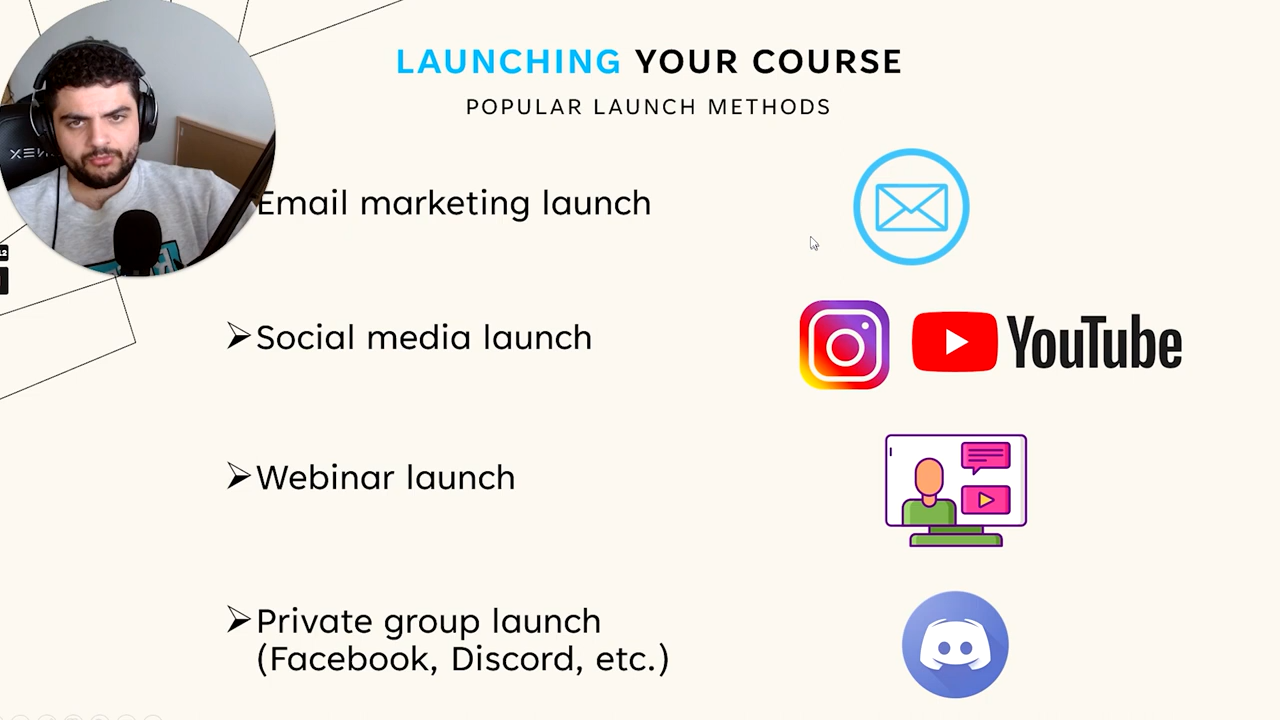 LAUNCHING YOUR COURSE
POPULAR LAUNCH METHODS
Email marketing launch
Social media launch
YouTube
Webinar launch
Private group launch
(Facebook, Discord, etc.)